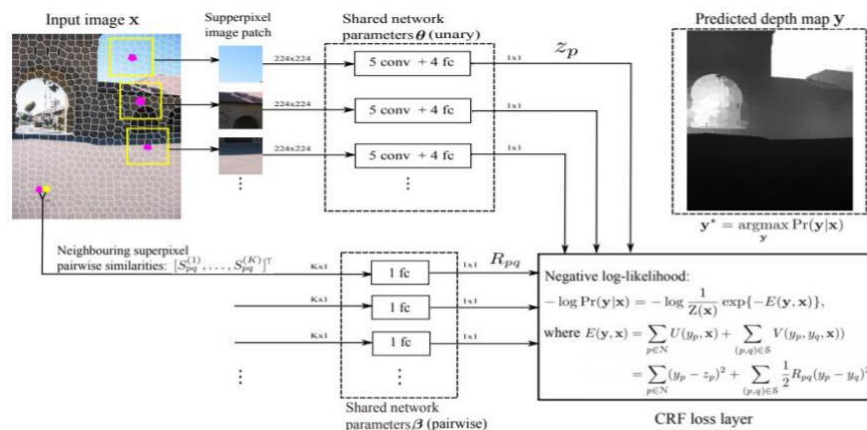 Input image x
Supperpixel
image patch
Shared network
parameters θ (unary)
Predicted depth map y
224x224
5 conv + 4 fc
1x1
z_p
224x224
5 conv + 4 fc
1x1
224x224
5 conv + 4 fc
1x1
⋮
⋮
y* = argmax Pr(y|x)
y
Neighbouring superpixel
pairwise similarities: [S_pq^(1), . . . , S_pq^(K)]^⊤
Kx1
1 fc
1x1
R_pq
Kx1
1 fc
1x1
Kx1
1 fc
1x1
⋮
⋮
Shared network
parameters β (pairwise)
Negative log-likelihood:
− log Pr(y|x) = − log 1/Z(x) exp{−E(y, x)},
where E(y, x) = ∑_{p∈N} U(y_p, x) + ∑_{(p,q)∈S} V(y_p, y_q, x))
= ∑_{p∈N} (y_p − z_p)^2 + ∑_{(p,q)∈S} 1/2 R_pq(y_p − y_q)^2
CRF loss layer